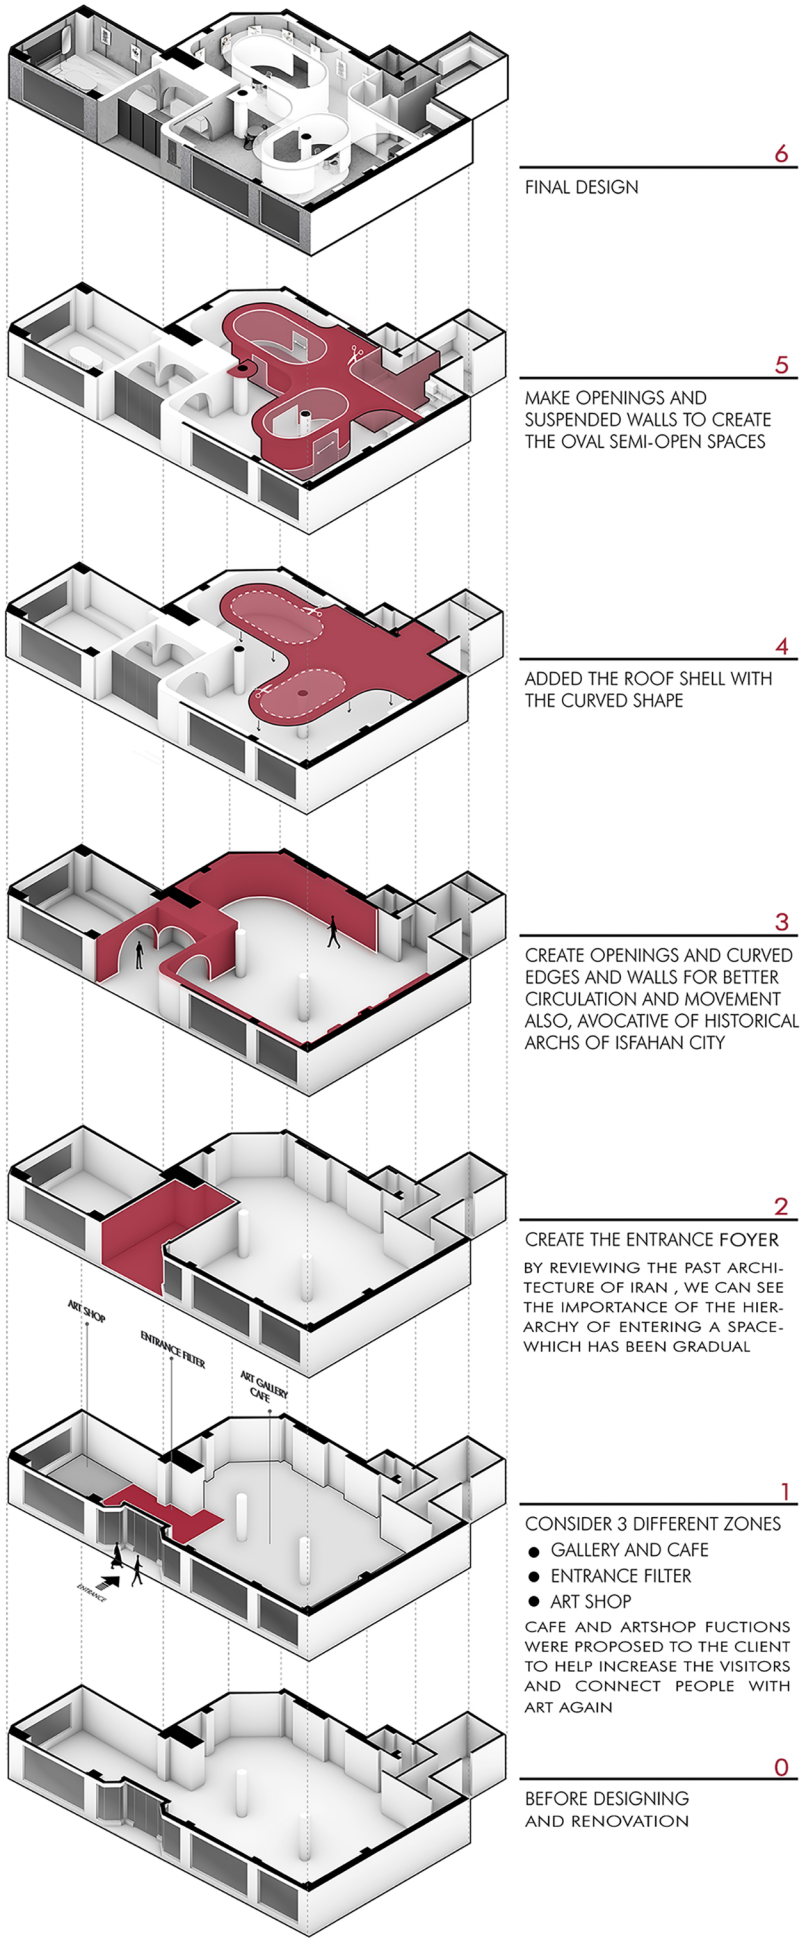 6
FINAL DESIGN
5
MAKE OPENINGS AND
SUSPENDED WALLS TO CREATE
THE OVAL SEMI-OPEN SPACES
4
ADDED THE ROOF SHELL WITH
THE CURVED SHAPE
3
CREATE OPENINGS AND CURVED
EDGES AND WALLS FOR BETTER
CIRCULATION AND MOVEMENT
ALSO, AVOCATIVE OF HISTORICAL
ARCHS OF ISFAHAN CITY
2
CREATE THE ENTRANCE FOYER
BY REVIEWING THE PAST ARCHI-
TECTURE OF IRAN , WE CAN SEE
THE IMPORTANCE OF THE HIER-
ARCHY OF ENTERING A SPACE-
WHICH HAS BEEN GRADUAL
ART SHOP
ENTRANCE FILTER
ART GALLERY
CAFE
ENTRANCE
1
CONSIDER 3 DIFFERENT ZONES
● GALLERY AND CAFE
● ENTRANCE FILTER
● ART SHOP
CAFE AND ARTSHOP FUCTIONS
WERE PROPOSED TO THE CLIENT
TO HELP INCREASE THE VISITORS
AND CONNECT PEOPLE WITH
ART AGAIN
0
BEFORE DESIGNING
AND RENOVATION